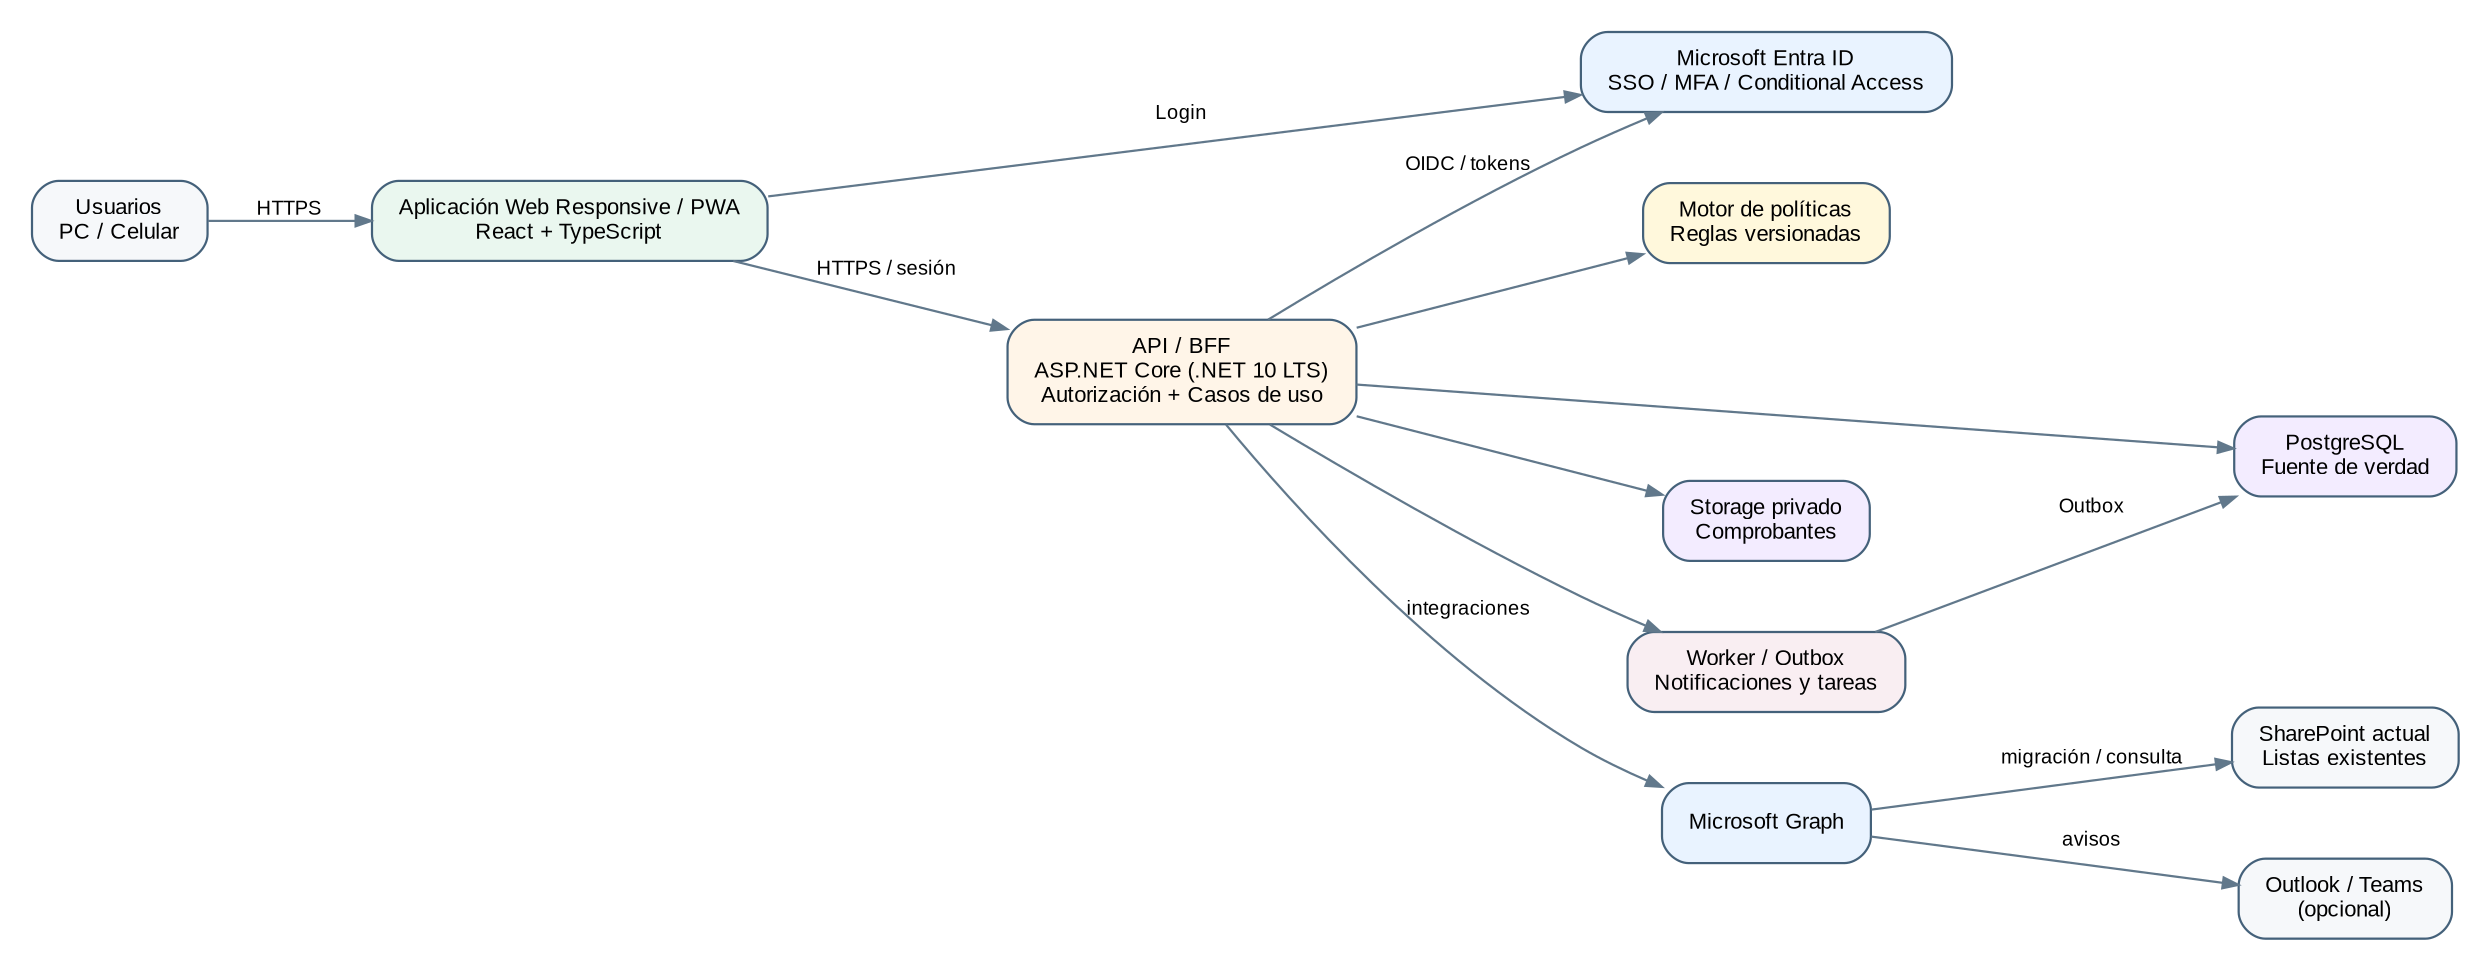 Usuarios
PC / Celular
HTTPS
Aplicación Web Responsive / PWA
React + TypeScript
Login
HTTPS / sesión
Microsoft Entra ID
SSO / MFA / Conditional Access
OIDC / tokens
Motor de políticas
Reglas versionadas
API / BFF
ASP.NET Core (.NET 10 LTS)
Autorización + Casos de uso
PostgreSQL
Fuente de verdad
Storage privado
Comprobantes
Outbox
integraciones
Worker / Outbox
Notificaciones y tareas
SharePoint actual
Listas existentes
migración / consulta
Microsoft Graph
avisos
Outlook / Teams
(opcional)